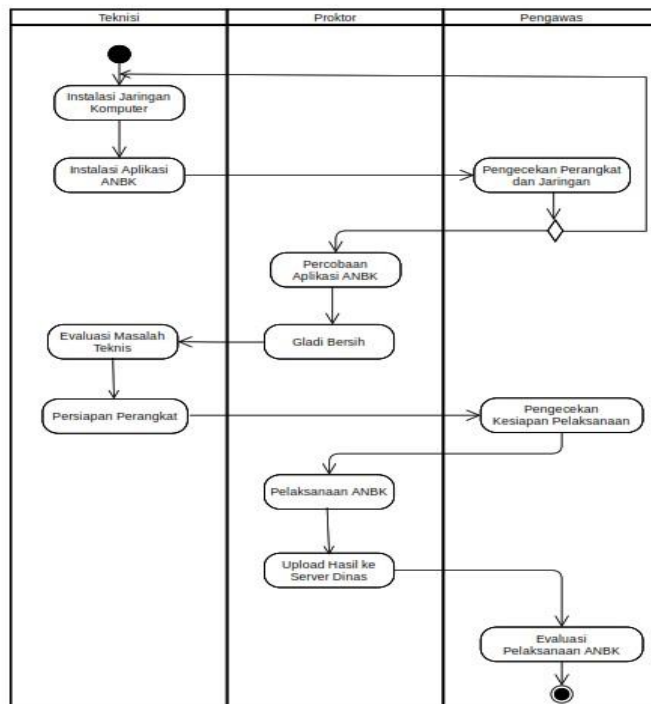 Teknisi
Proktor
Pengawas
Instalasi Jaringan
Komputer
Instalasi Aplikasi
ANBK
Pengecekan Perangkat
dan Jaringan
Percobaan
Aplikasi ANBK
Evaluasi Masalah
Teknis
Gladi Bersih
Persiapan Perangkat
Pengecekan
Kesiapan Pelaksanaan
Pelaksanaan ANBK
Upload Hasil ke
Server Dinas
Evaluasi
Pelaksanaan ANBK